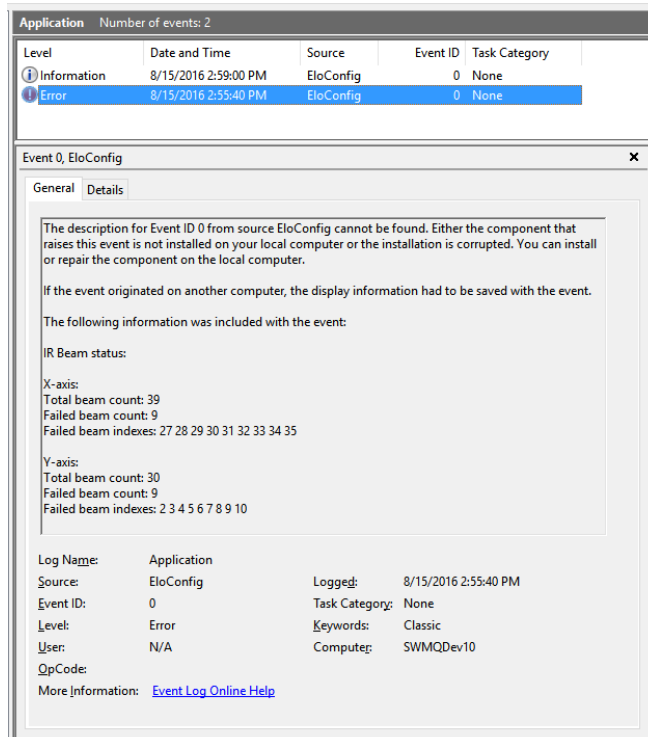 Application Number of events: 2
Level Date and Time Source Event ID Task Category
Information 8/15/2016 2:59:00 PM EloConfig 0 None
Error 8/15/2016 2:55:40 PM EloConfig 0 None
Event 0, EloConfig
General Details
The description for Event ID 0 from source EloConfig cannot be found. Either the component that
raises this event is not installed on your local computer or the installation is corrupted. You can install
or repair the component on the local computer.
If the event originated on another computer, the display information had to be saved with the event.
The following information was included with the event:
IR Beam status:
X-axis:
Total beam count: 39
Failed beam count: 9
Failed beam indexes: 27 28 29 30 31 32 33 34 35
Y-axis:
Total beam count: 30
Failed beam count: 9
Failed beam indexes: 2 3 4 5 6 7 8 9 10
Log Name: Application
Source: EloConfig Logged: 8/15/2016 2:55:40 PM
Event ID: 0 Task Category: None
Level: Error Keywords: Classic
User: N/A Computer: SWMQDev10
OpCode:
More Information: Event Log Online Help